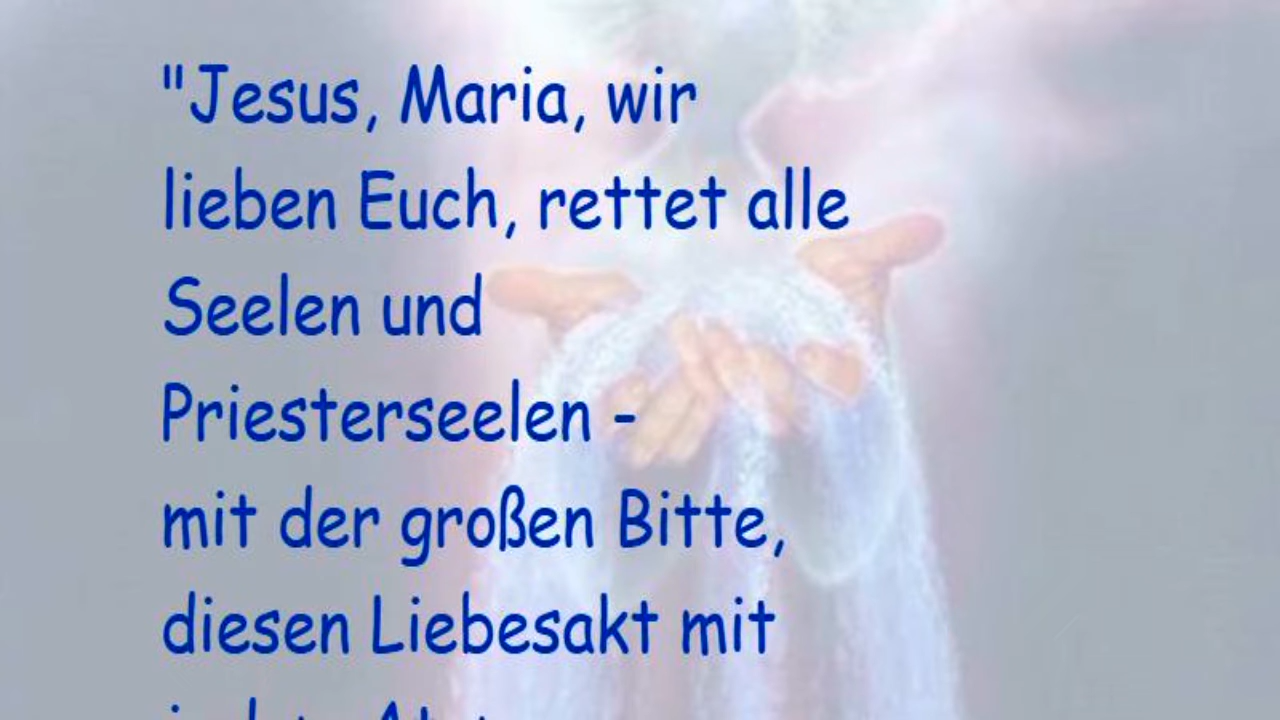 "Jesus, Maria, wir
lieben Euch, rettet alle
Seelen und
Priesterseelen -
mit der großen Bitte,
diesen Liebesakt mit